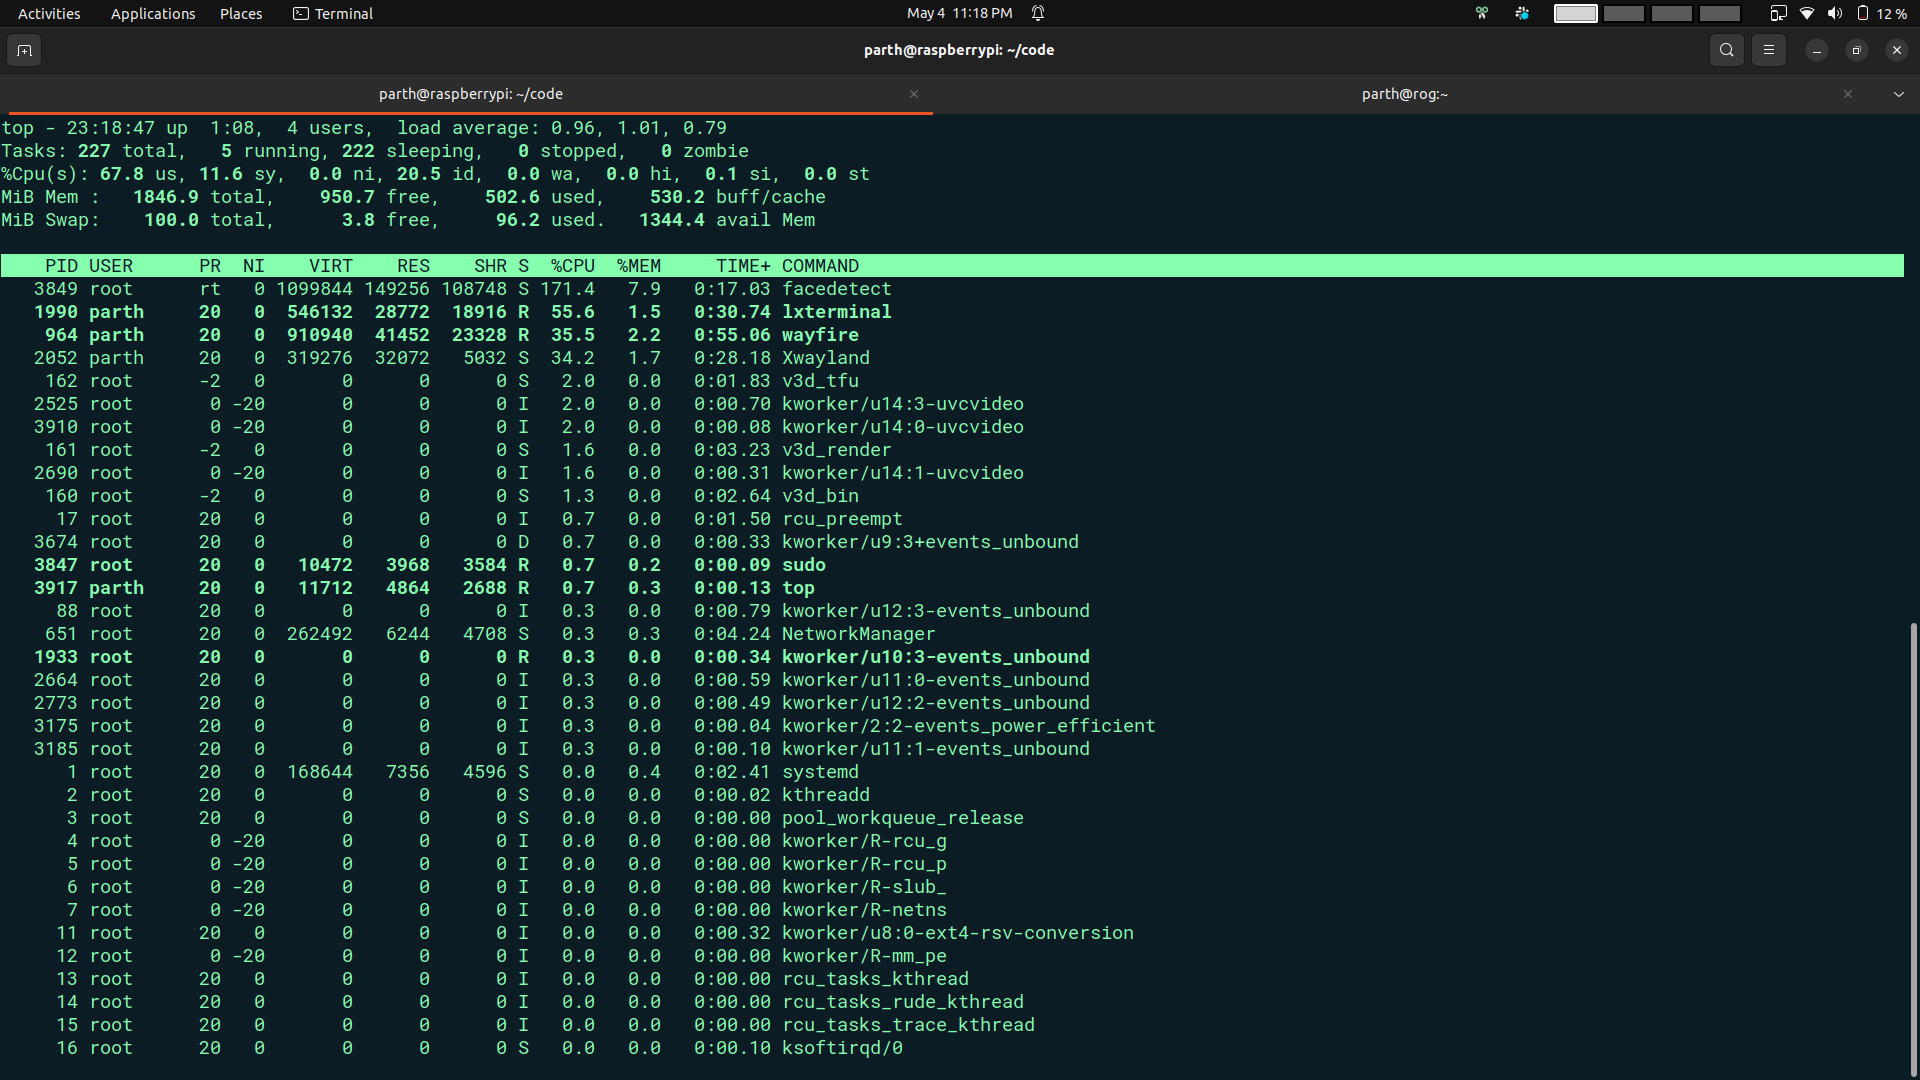 Activities Applications Places Terminal May 4 11:18 PM 12 %
parth@raspberrypi: ~/code
parth@raspberrypi: ~/code × parth@rog:~ ×
top - 23:18:47 up  1:08,  4 users,  load average: 0.96, 1.01, 0.79
Tasks: 227 total,   5 running, 222 sleeping,   0 stopped,   0 zombie
%Cpu(s): 67.8 us, 11.6 sy,  0.0 ni, 20.5 id,  0.0 wa,  0.0 hi,  0.1 si,  0.0 st
MiB Mem :   1846.9 total,    950.7 free,    502.6 used,    530.2 buff/cache
MiB Swap:    100.0 total,      3.8 free,     96.2 used.   1344.4 avail Mem
PID USER PR NI VIRT RES SHR S %CPU %MEM TIME+ COMMAND
3849 root rt 0 1099844 149256 108748 S 171.4 7.9 0:17.03 facedetect
1990 parth 20 0 546132 28772 18916 R 55.6 1.5 0:30.74 lxterminal
964 parth 20 0 910940 41452 23328 R 35.5 2.2 0:55.06 wayfire
2052 parth 20 0 319276 32072 5032 S 34.2 1.7 0:28.18 Xwayland
162 root -2 0 0 0 0 S 2.0 0.0 0:01.83 v3d_tfu
2525 root 0 -20 0 0 0 I 2.0 0.0 0:00.70 kworker/u14:3-uvcvideo
3910 root 0 -20 0 0 0 I 2.0 0.0 0:00.08 kworker/u14:0-uvcvideo
161 root -2 0 0 0 0 S 1.6 0.0 0:03.23 v3d_render
2690 root 0 -20 0 0 0 I 1.6 0.0 0:00.31 kworker/u14:1-uvcvideo
160 root -2 0 0 0 0 S 1.3 0.0 0:02.64 v3d_bin
17 root 20 0 0 0 0 I 0.7 0.0 0:01.50 rcu_preempt
3674 root 20 0 0 0 0 D 0.7 0.0 0:00.33 kworker/u9:3+events_unbound
3847 root 20 0 10472 3968 3584 R 0.7 0.2 0:00.09 sudo
3917 parth 20 0 11712 4864 2688 R 0.7 0.3 0:00.13 top
88 root 20 0 0 0 0 I 0.3 0.0 0:00.79 kworker/u12:3-events_unbound
651 root 20 0 262492 6244 4708 S 0.3 0.3 0:04.24 NetworkManager
1933 root 20 0 0 0 0 R 0.3 0.0 0:00.34 kworker/u10:3-events_unbound
2664 root 20 0 0 0 0 I 0.3 0.0 0:00.59 kworker/u11:0-events_unbound
2773 root 20 0 0 0 0 I 0.3 0.0 0:00.49 kworker/u12:2-events_unbound
3175 root 20 0 0 0 0 I 0.3 0.0 0:00.04 kworker/2:2-events_power_efficient
3185 root 20 0 0 0 0 I 0.3 0.0 0:00.10 kworker/u11:1-events_unbound
1 root 20 0 168644 7356 4596 S 0.0 0.4 0:02.41 systemd
2 root 20 0 0 0 0 S 0.0 0.0 0:00.02 kthreadd
3 root 20 0 0 0 0 S 0.0 0.0 0:00.00 pool_workqueue_release
4 root 0 -20 0 0 0 I 0.0 0.0 0:00.00 kworker/R-rcu_g
5 root 0 -20 0 0 0 I 0.0 0.0 0:00.00 kworker/R-rcu_p
6 root 0 -20 0 0 0 I 0.0 0.0 0:00.00 kworker/R-slub_
7 root 0 -20 0 0 0 I 0.0 0.0 0:00.00 kworker/R-netns
11 root 20 0 0 0 0 I 0.0 0.0 0:00.32 kworker/u8:0-ext4-rsv-conversion
12 root 0 -20 0 0 0 I 0.0 0.0 0:00.00 kworker/R-mm_pe
13 root 20 0 0 0 0 I 0.0 0.0 0:00.00 rcu_tasks_kthread
14 root 20 0 0 0 0 I 0.0 0.0 0:00.00 rcu_tasks_rude_kthread
15 root 20 0 0 0 0 I 0.0 0.0 0:00.00 rcu_tasks_trace_kthread
16 root 20 0 0 0 0 S 0.0 0.0 0:00.10 ksoftirqd/0